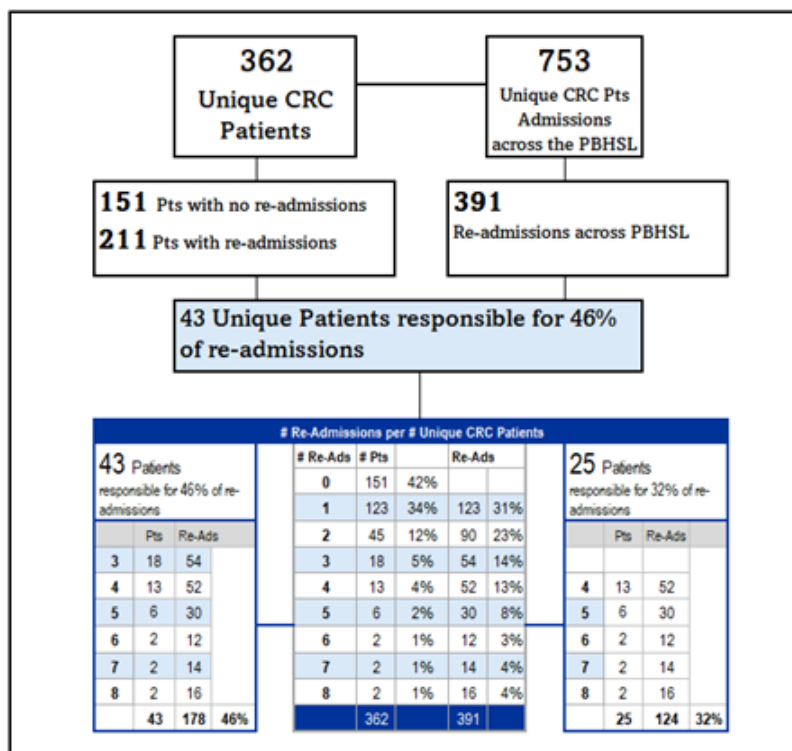 362
Unique CRC
Patients
753
Unique CRC Pts
Admissions
across the PBHSL
151 Pts with no re-admissions
211 Pts with re-admissions
391
Re-admissions across PBHSL
43 Unique Patients responsible for 46%
of re-admissions
# Re-Admissions per # Unique CRC Patients
43 Patients
responsible for 46% of re-
admissions
Pts Re-Ads
3 18 54
4 13 52
5 6 30
6 2 12
7 2 14
8 2 16
43 178 46%
# Re-Ads # Pts Re-Ads
0 151 42%
1 123 34% 123 31%
2 45 12% 90 23%
3 18 5% 54 14%
4 13 4% 52 13%
5 6 2% 30 8%
6 2 1% 12 3%
7 2 1% 14 4%
8 2 1% 16 4%
362 391
25 Patients
responsible for 32% of re-
admissions
Pts Re-Ads
4 13 52
5 6 30
6 2 12
7 2 14
8 2 16
25 124 32%